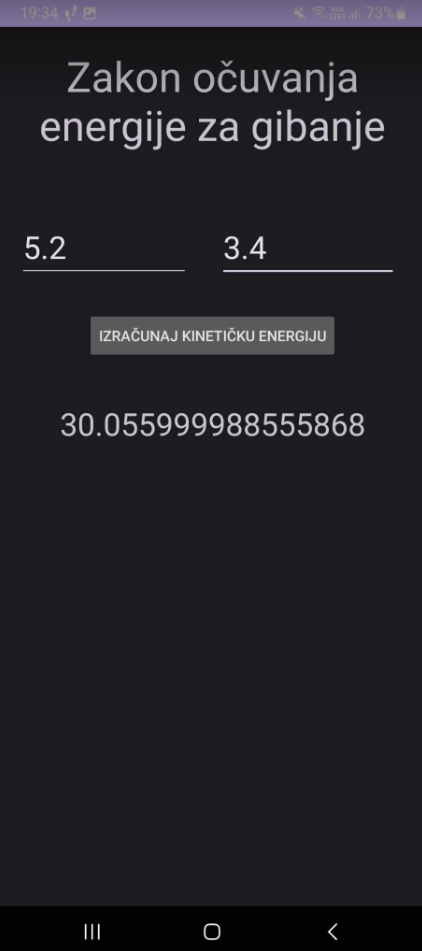 19:34 73%
Zakon očuvanja
energije za gibanje
5.2 3.4
IZRAČUNAJ KINETIČKU ENERGIJU
30.055999988555868